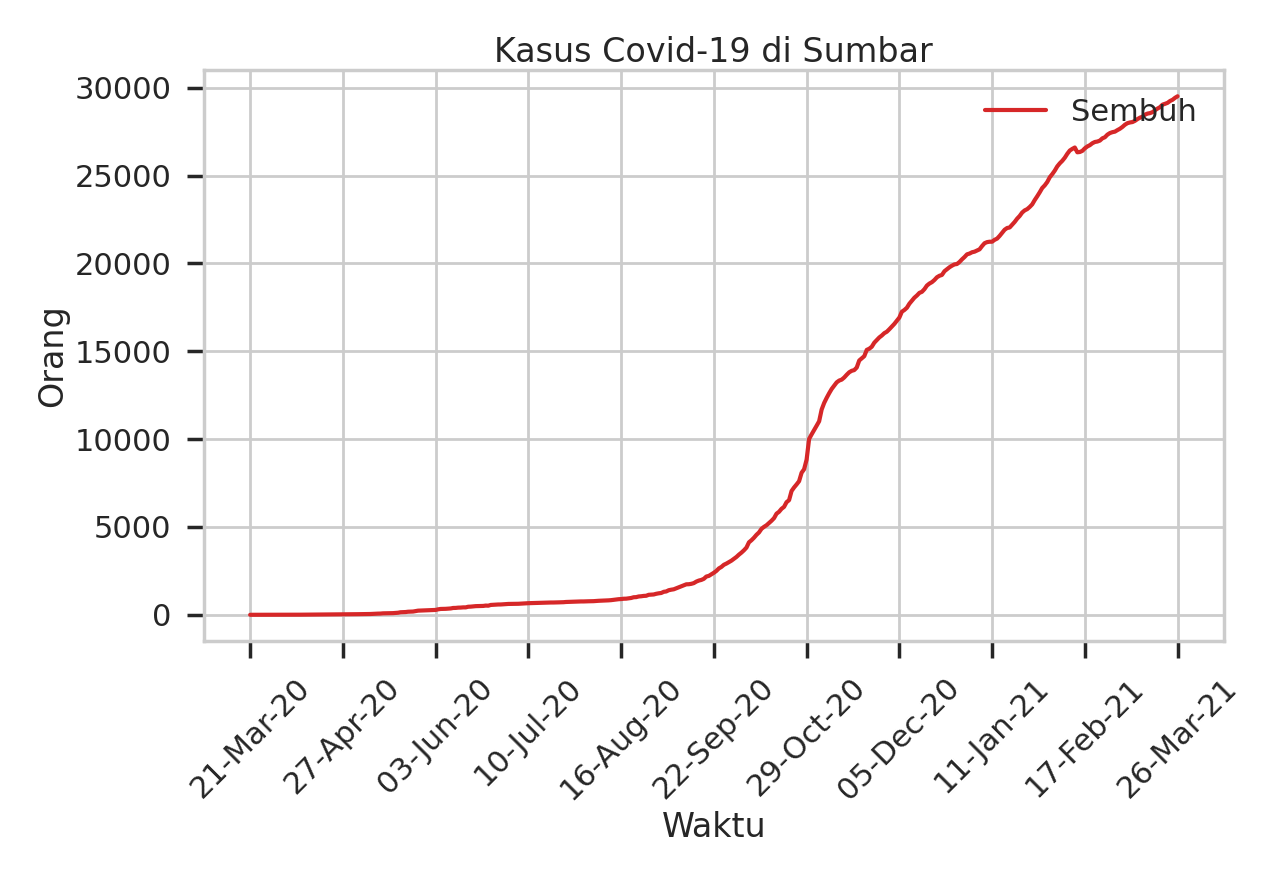 Kasus Covid-19 di Sumbar
30000
25000
20000
15000
10000
5000
0
Orang
Sembuh
21-Mar-20
27-Apr-20
03-Jun-20
10-Jul-20
16-Aug-20
22-Sep-20
29-Oct-20
05-Dec-20
11-Jan-21
17-Feb-21
26-Mar-21
Waktu